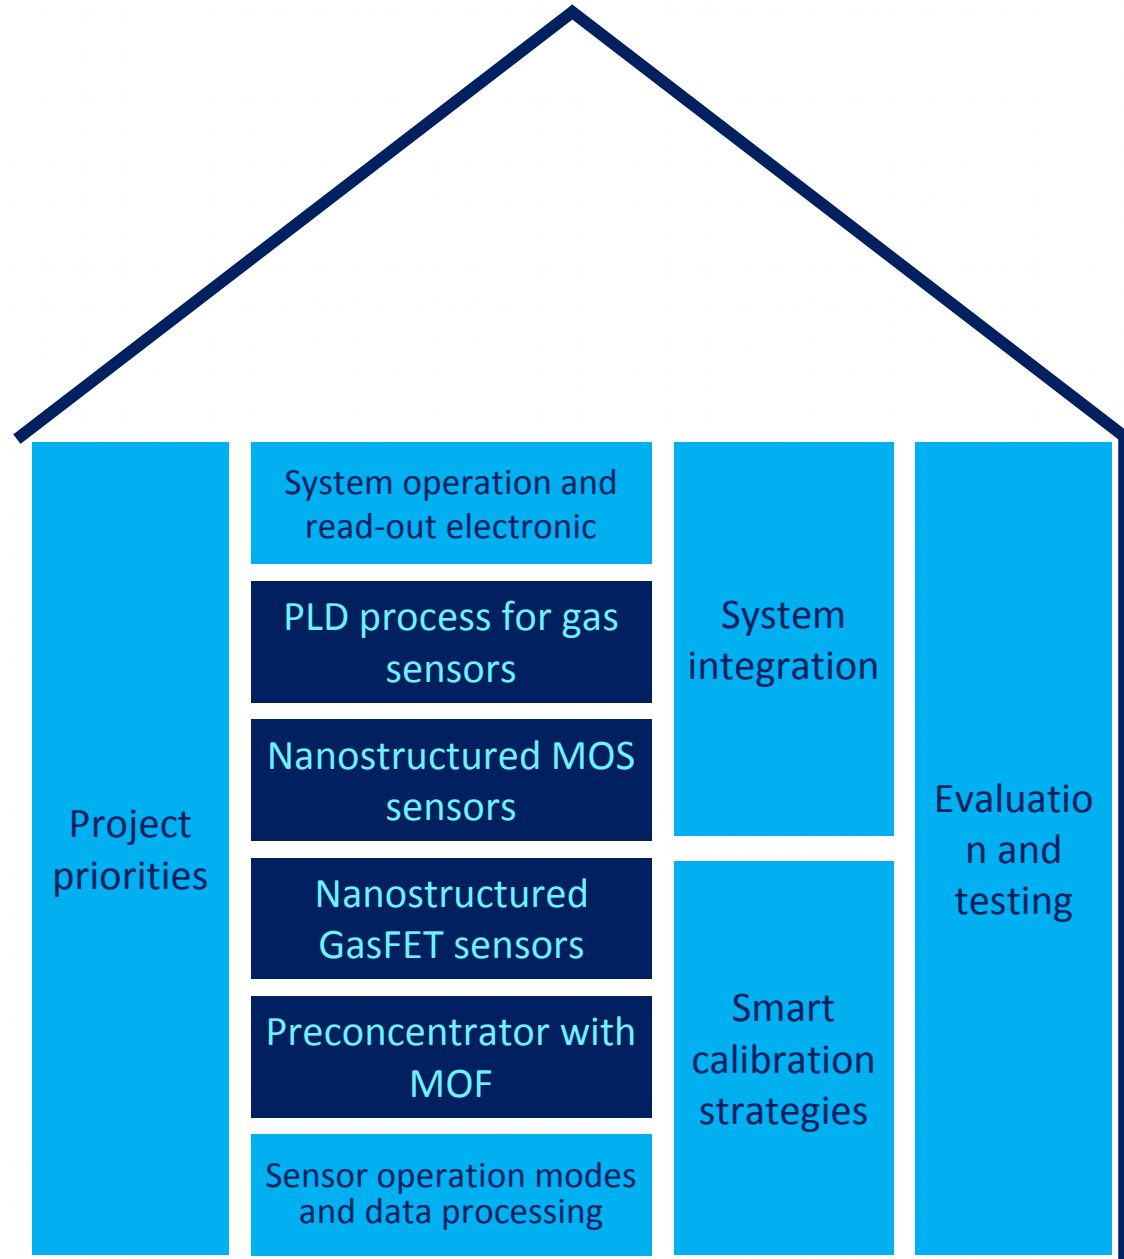 Project
priorities
System operation and
read-out electronic
PLD process for gas
sensors
Nanostructured MOS
sensors
Nanostructured
GasFET sensors
Preconcentrator with
MOF
Sensor operation modes
and data processing
System
integration
Smart
calibration
strategies
Evaluatio
n and
testing